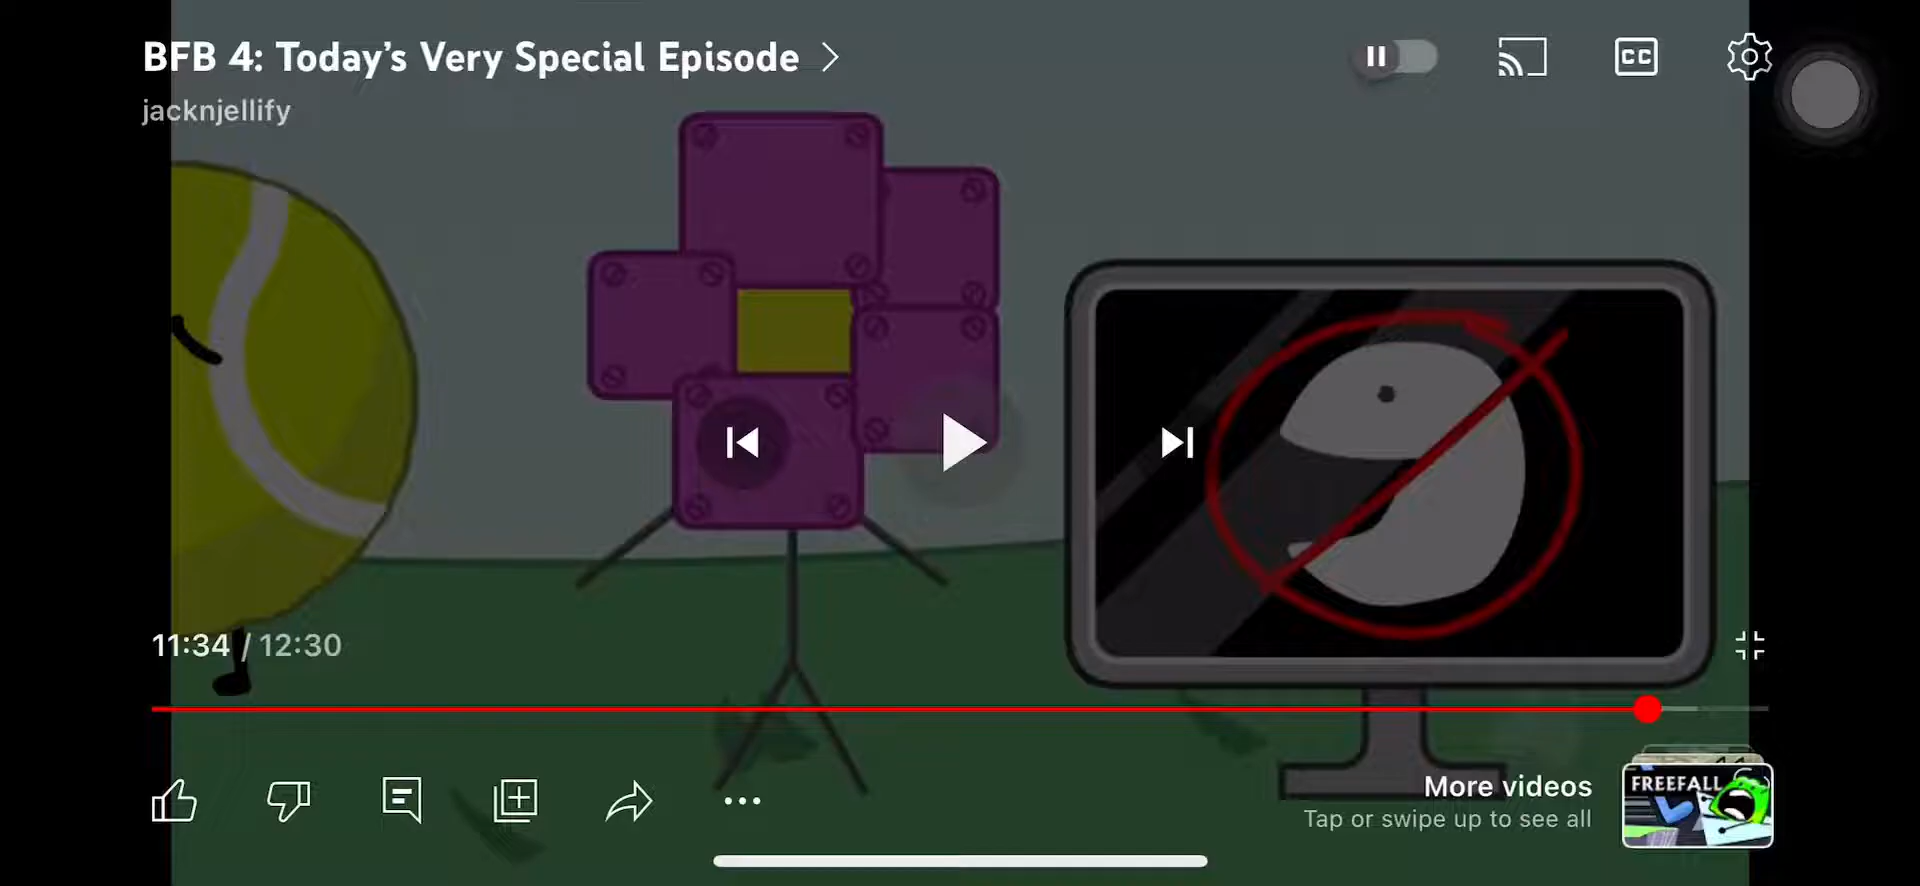 BFB 4: Today's Very Special Episode
jacknjellify
CC
11:34 / 12:30
More videos
Tap or swipe up to see all
FREEFALL